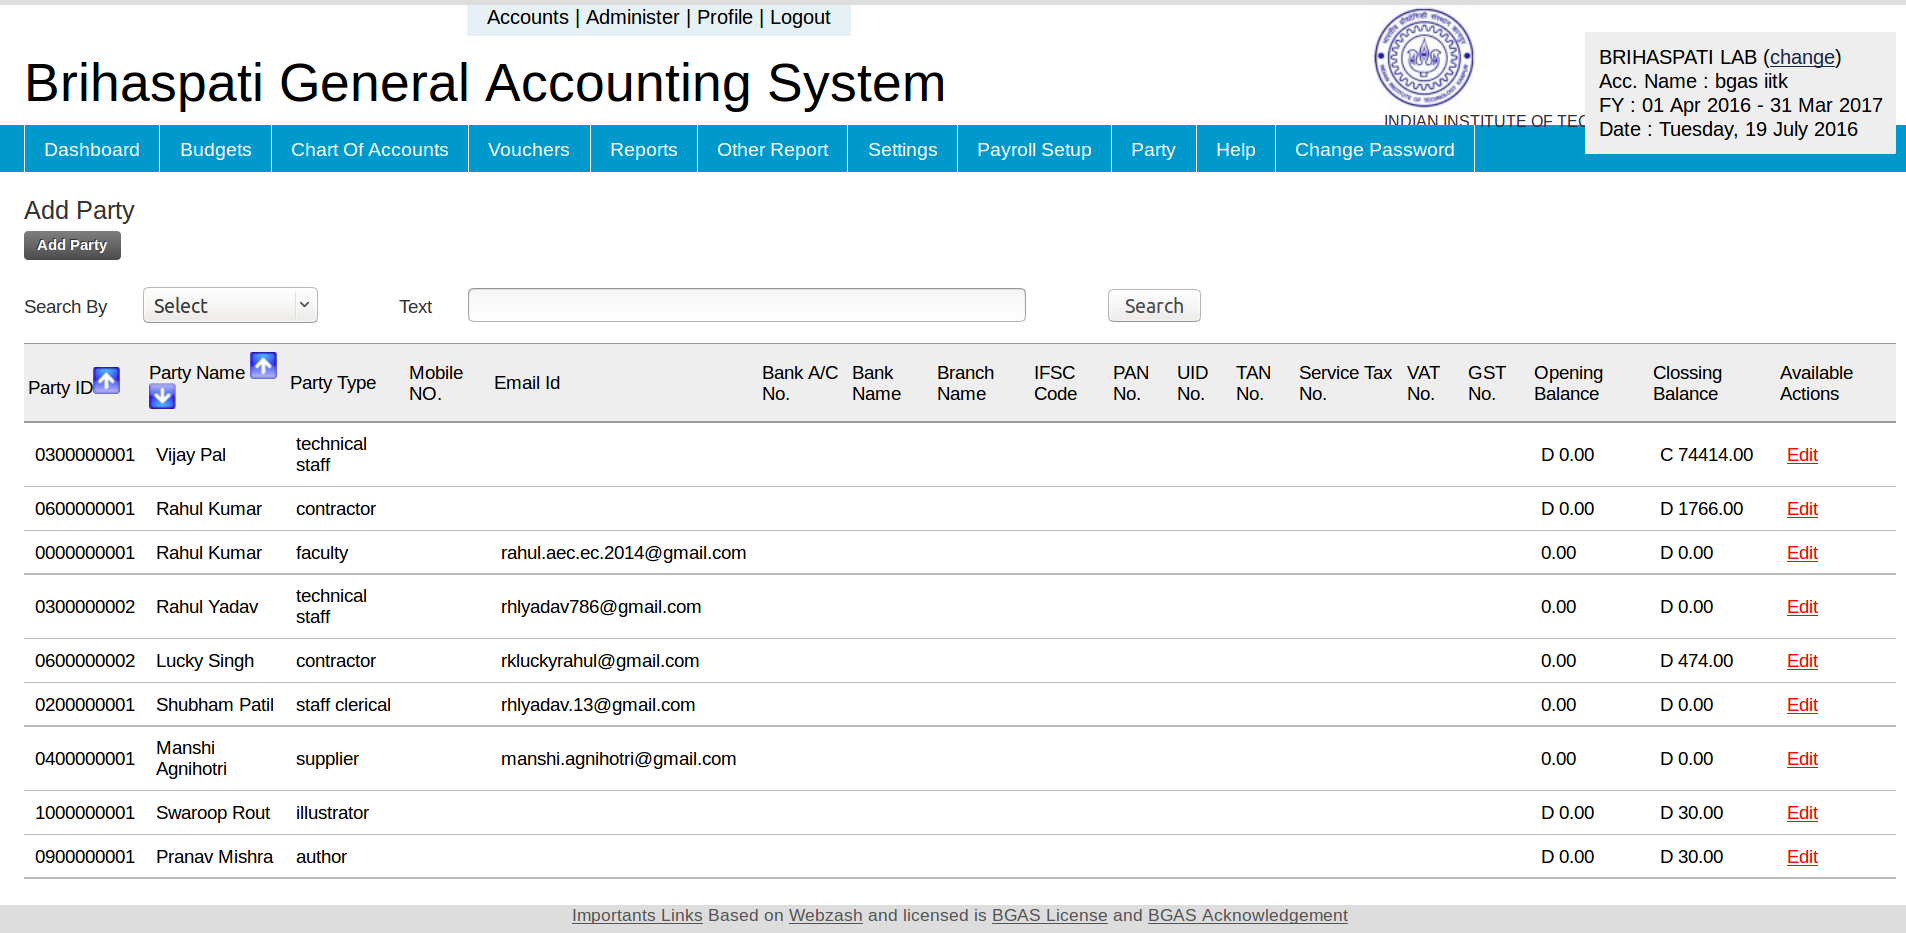 Accounts | Administer | Profile | Logout
Brihaspati General Accounting System
INDIAN INSTITUTE OF TEC
BRIHASPATI LAB (change)
Acc. Name : bgas iitk
FY : 01 Apr 2016 - 31 Mar 2017
Date : Tuesday, 19 July 2016
Dashboard Budgets Chart Of Accounts Vouchers Reports Other Report Settings Payroll Setup Party Help Change Password
Add Party
Add Party
Search By Select Text Search
Party ID Party Name Party Type Mobile NO. Email Id Bank A/C No. Bank Name Branch Name IFSC Code PAN No. UID No. TAN No. Service Tax No. VAT No. GST No. Opening Balance Clossing Balance Available Actions
0300000001 Vijay Pal technical staff D 0.00 C 74414.00 Edit
0600000001 Rahul Kumar contractor D 0.00 D 1766.00 Edit
0000000001 Rahul Kumar faculty rahul.aec.ec.2014@gmail.com 0.00 D 0.00 Edit
0300000002 Rahul Yadav technical staff rhlyadav786@gmail.com 0.00 D 0.00 Edit
0600000002 Lucky Singh contractor rkluckyrahul@gmail.com 0.00 D 474.00 Edit
0200000001 Shubham Patil staff clerical rhlyadav.13@gmail.com 0.00 D 0.00 Edit
0400000001 Manshi Agnihotri supplier manshi.agnihotri@gmail.com 0.00 D 0.00 Edit
1000000001 Swaroop Rout illustrator D 0.00 D 30.00 Edit
0900000001 Pranav Mishra author D 0.00 D 30.00 Edit
Importants Links Based on Webzash and licensed is BGAS License and BGAS Acknowledgement